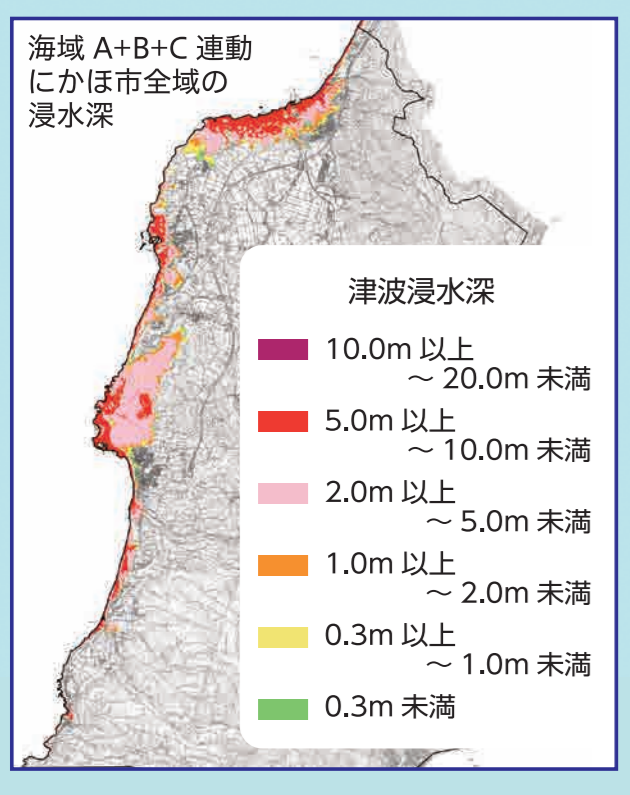 海域 A+B+C 連動
にかほ市全域の
浸水深
津波浸水深
10.0m 以上
～ 20.0m 未満
5.0m 以上
～ 10.0m 未満
2.0m 以上
～ 5.0m 未満
1.0m 以上
～ 2.0m 未満
0.3m 以上
～ 1.0m 未満
0.3m 未満